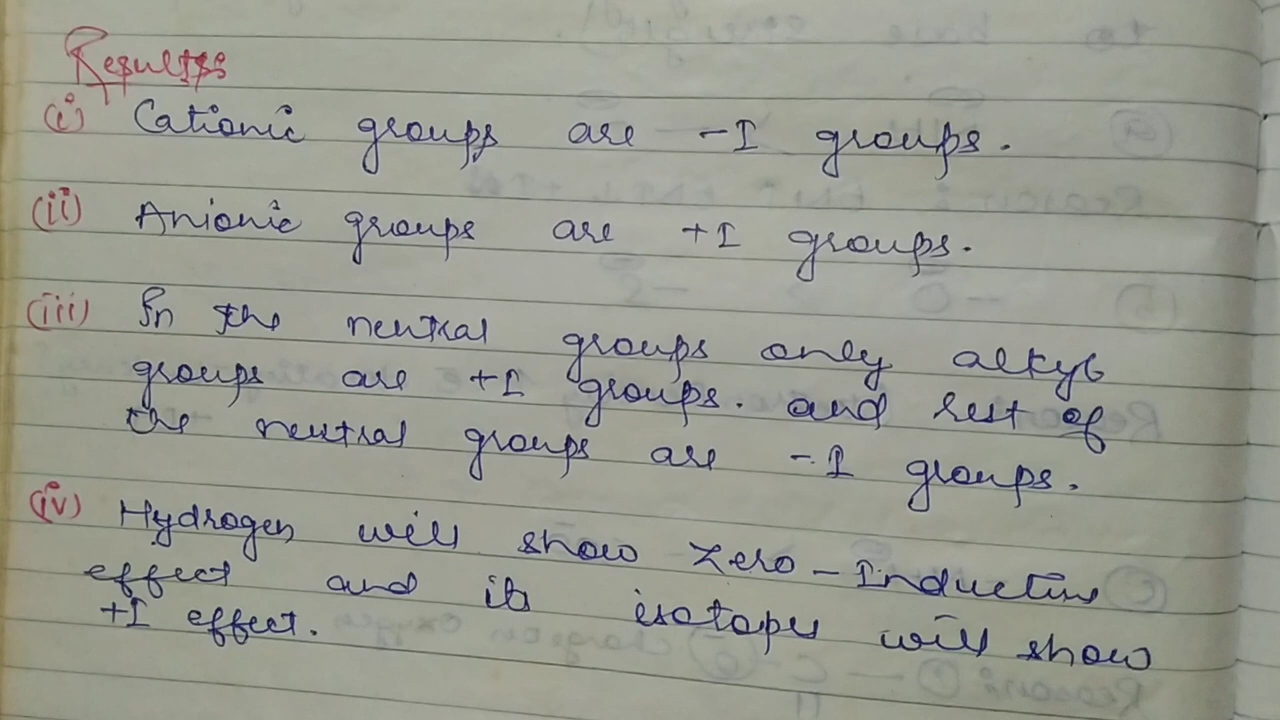 Results
(i) Cationic groups are -I groups.
(ii) Anionic groups are +I groups.
(iii) In the neutral groups only alkyl
groups are +I groups. and rest of
the neutral groups are -I groups.
(iv) Hydrogen will show zero-Inductive
effect and its isotopes will show
+I effect.